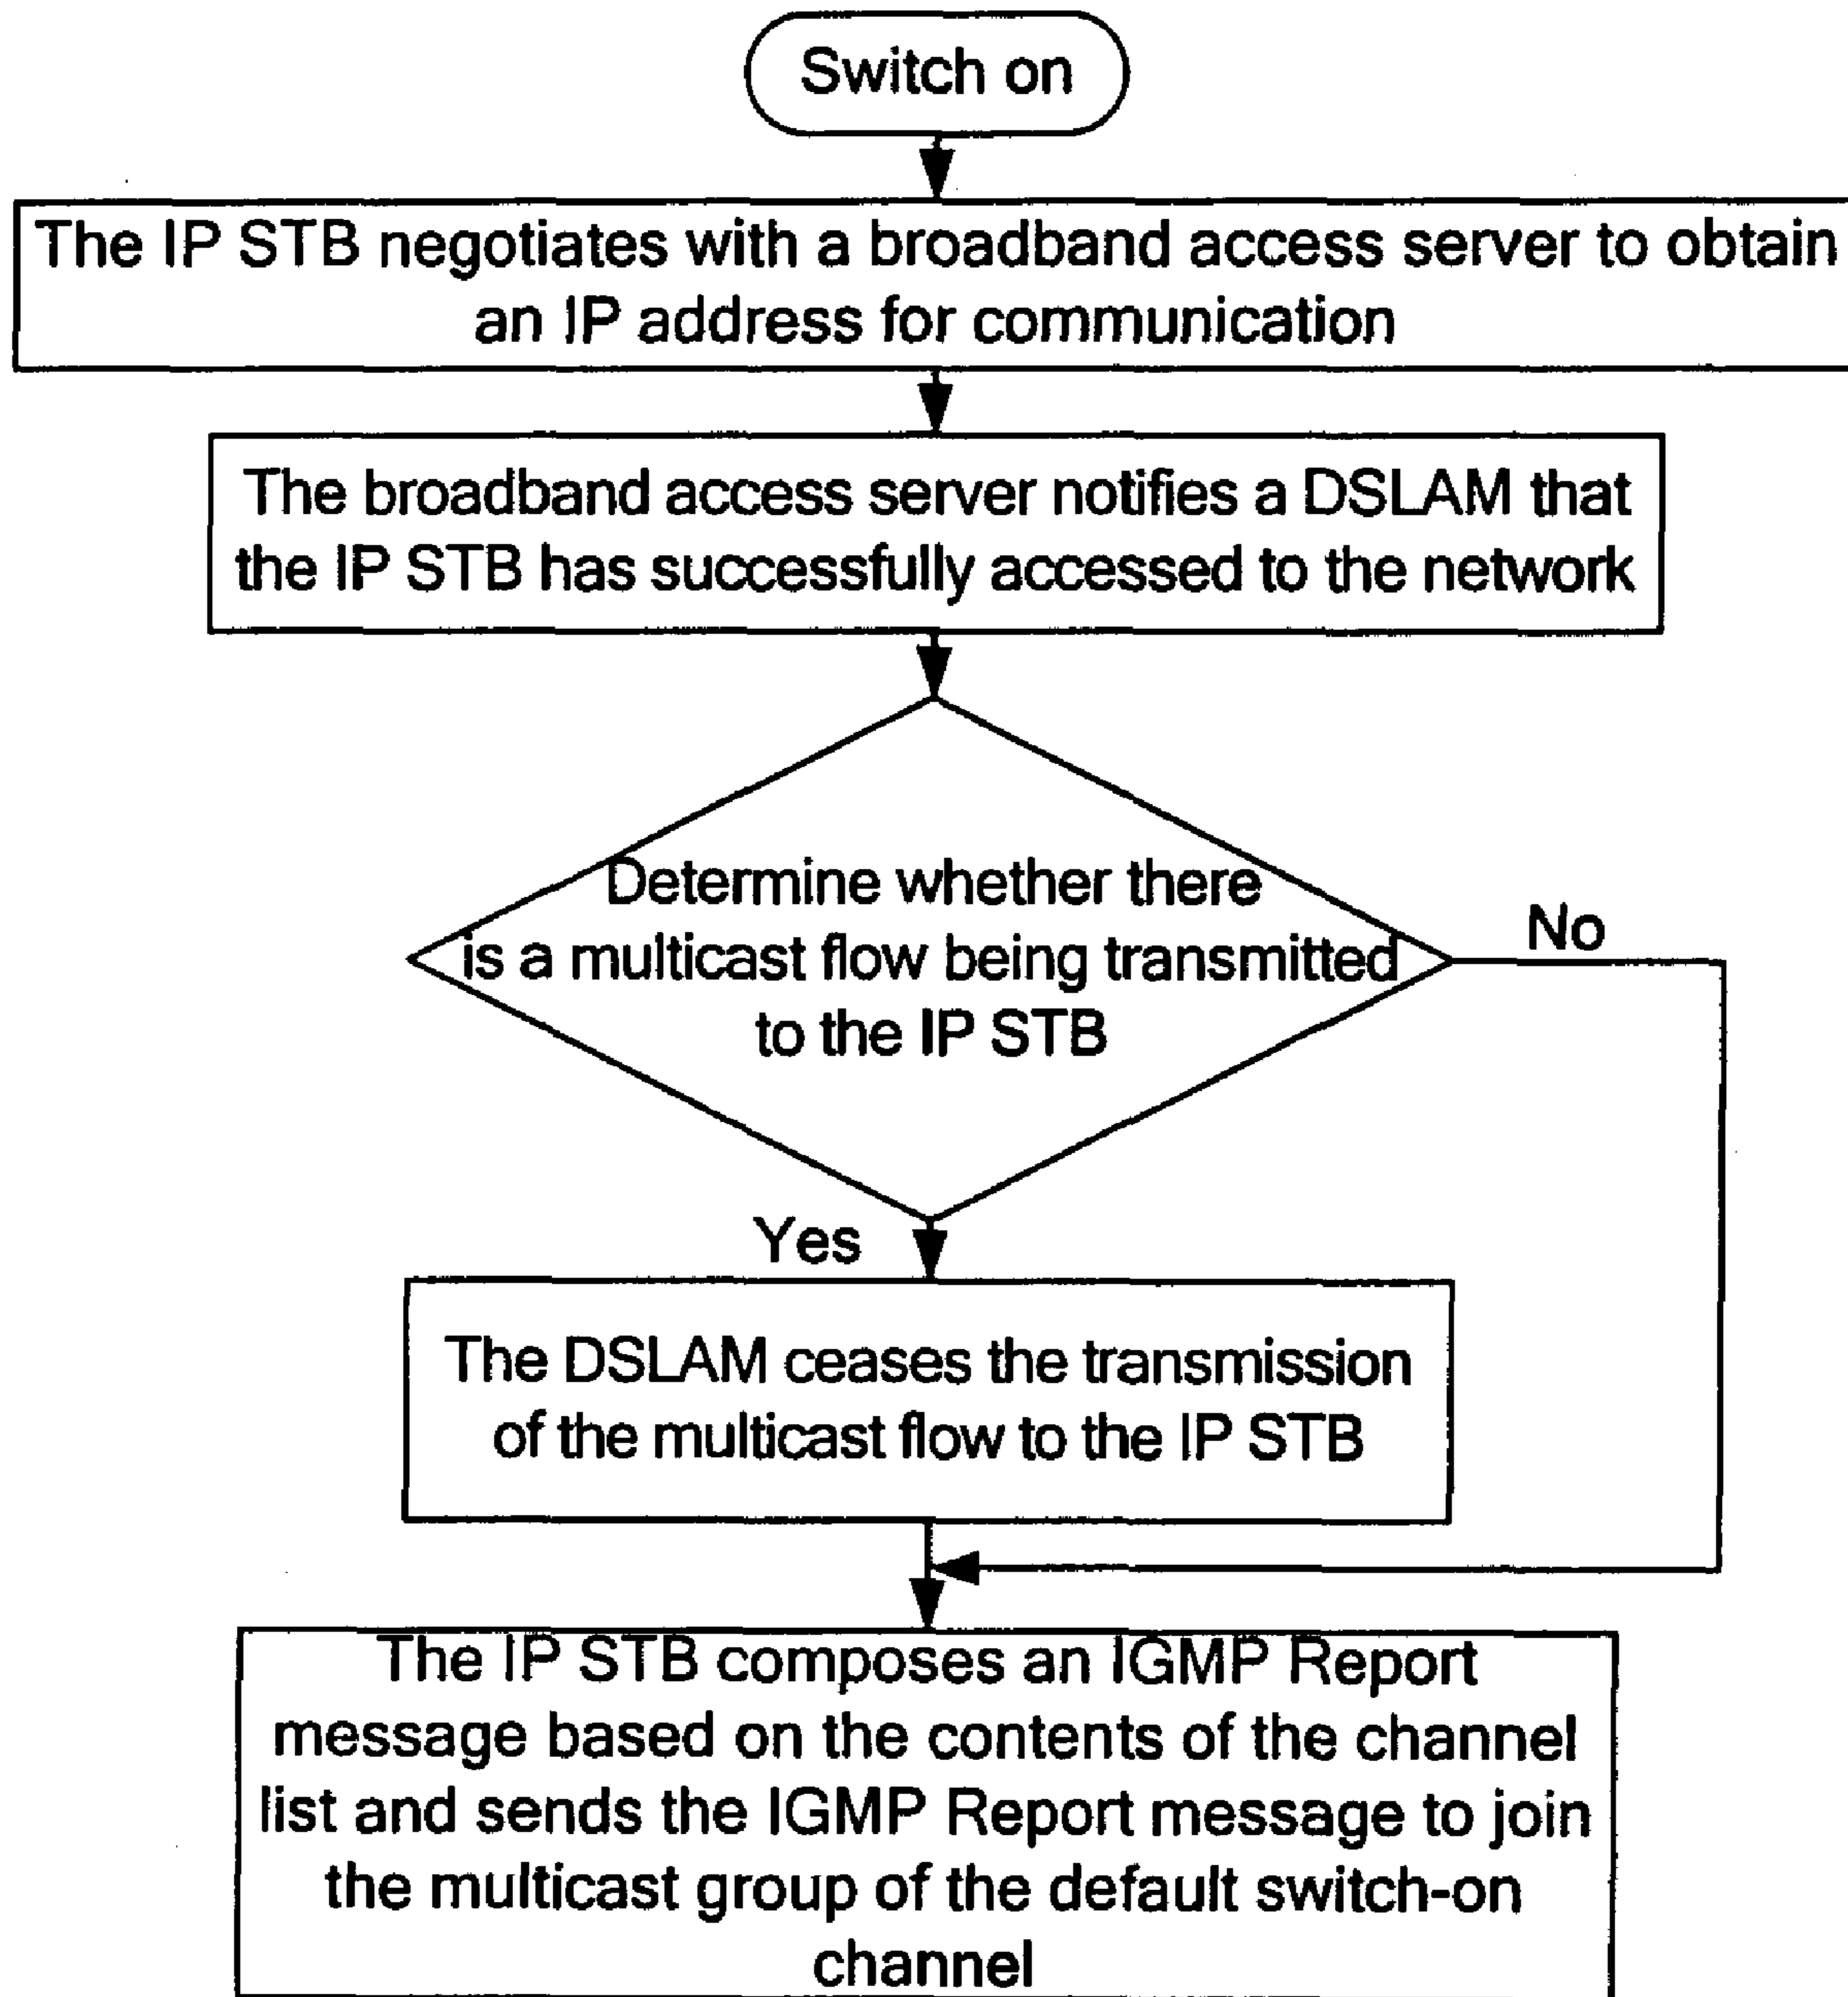 Switch on
The IP STB negotiates with a broadband access server to obtain
an IP address for communication
The broadband access server notifies a DSLAM that
the IP STB has successfully accessed to the network
Determine whether there
is a multicast flow being transmitted
to the IP STB
No
Yes
The DSLAM ceases the transmission
of the multicast flow to the IP STB
The IP STB composes an IGMP Report
message based on the contents of the channel
list and sends the IGMP Report message to join
the multicast group of the default switch-on
channel